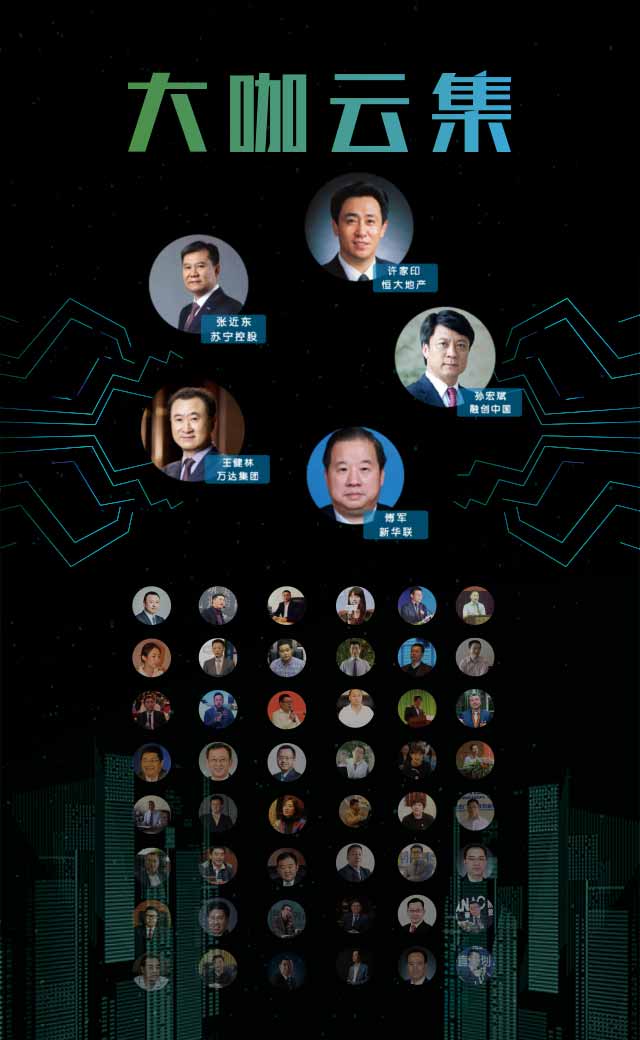 大咖云集
许家印
恒大地产
张近东
苏宁控股
孙宏斌
融创中国
王健林
万达集团
傅军
新华联